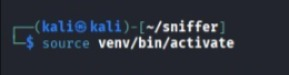 ┌──(kali㉿kali)-[~/sniffer]
└─$ source venv/bin/activate